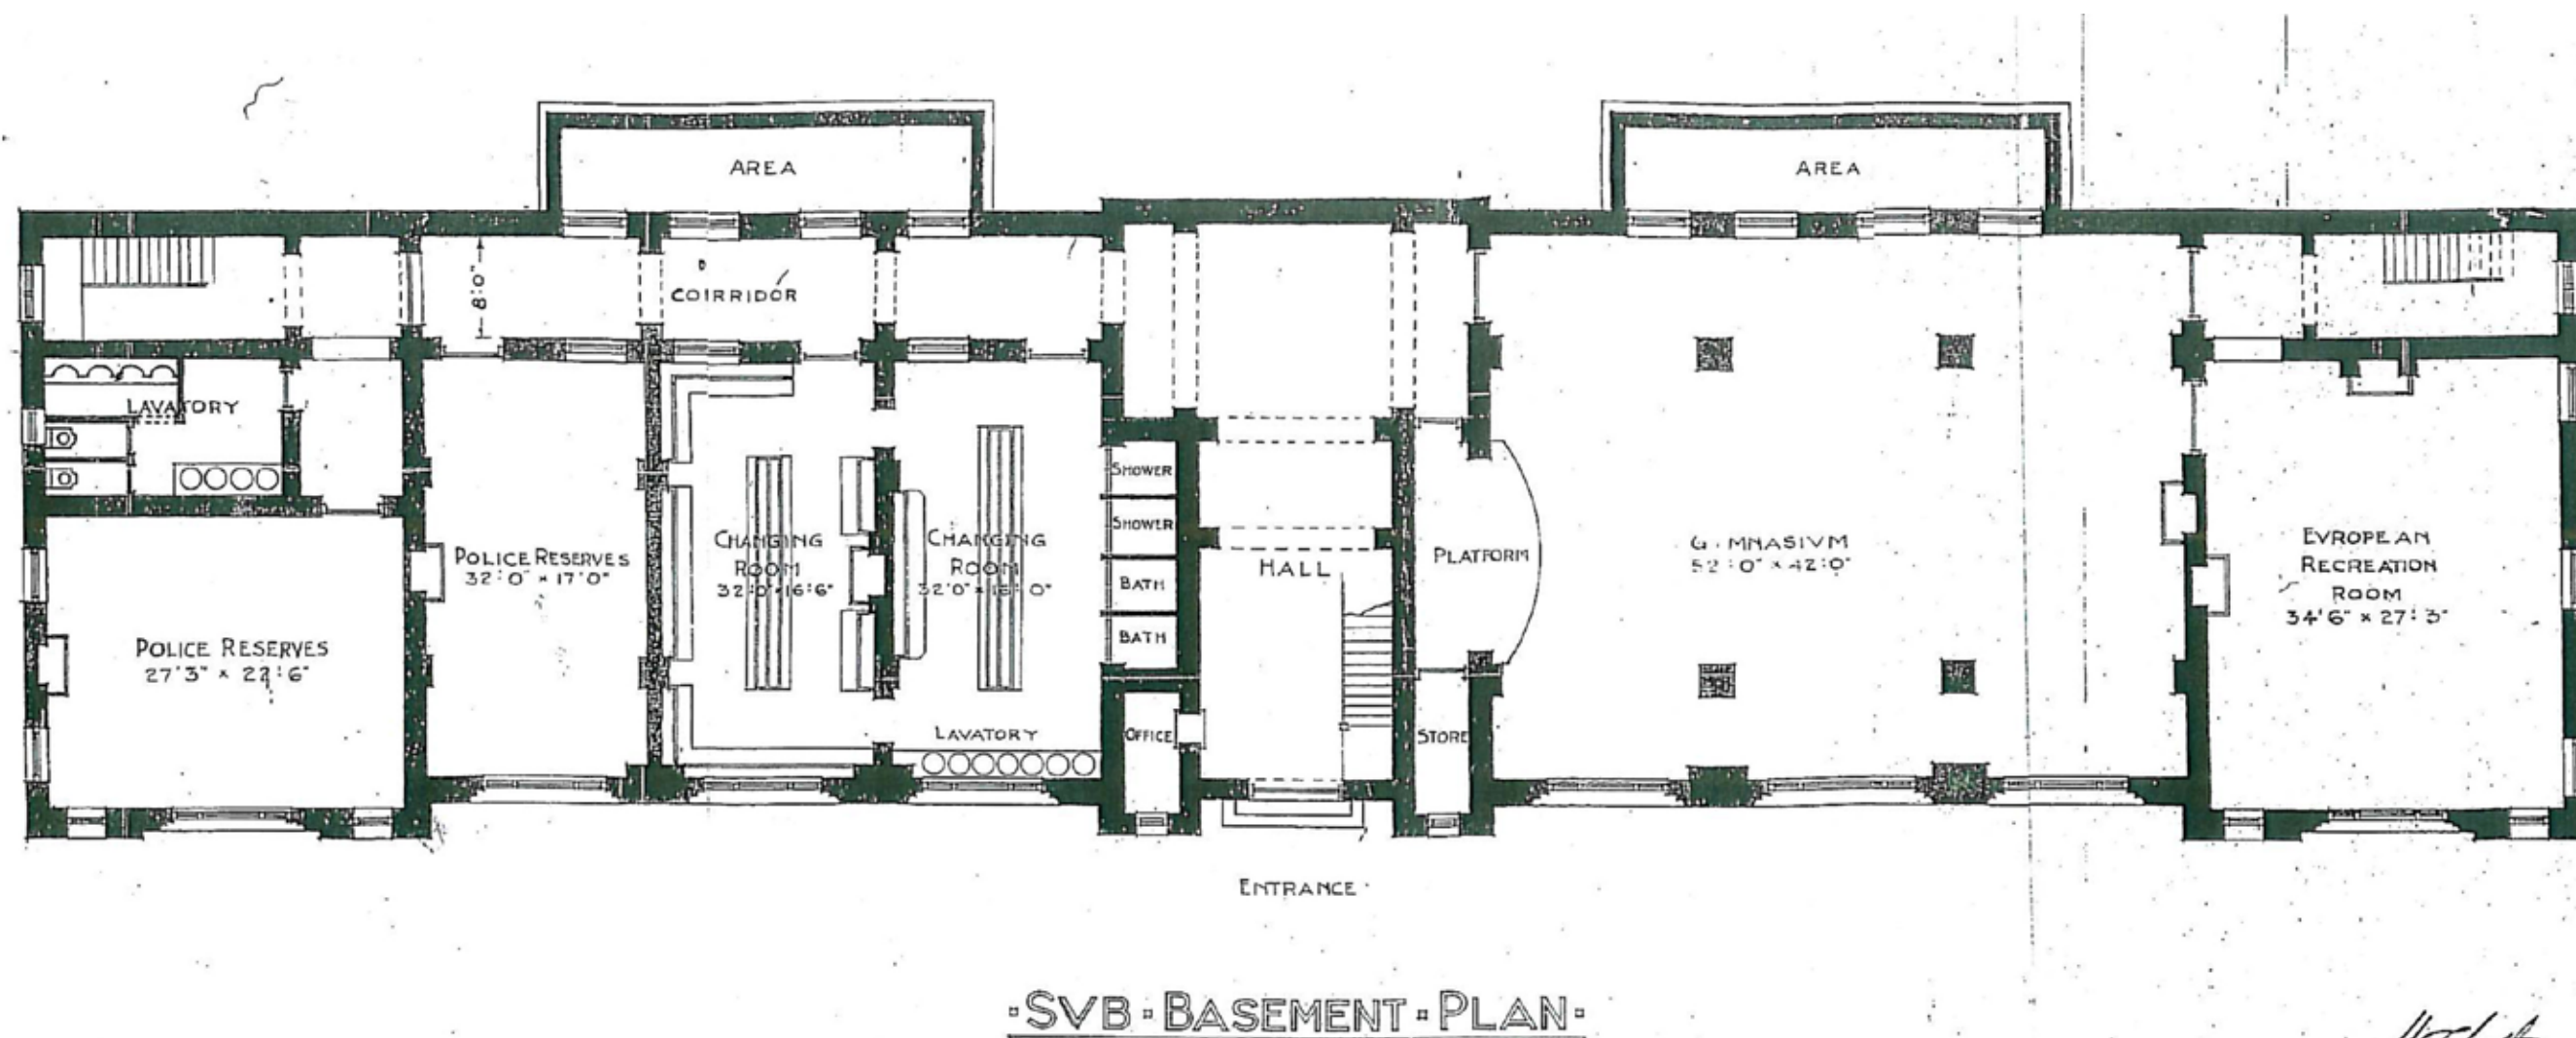 AREA
AREA
8'.0"
COIRRIDOR
LAVATORY
SHOWER
SHOWER
BATH
BATH
POLICE RESERVES
32'.0" × 17'0"
CHANGING
ROOM
32'.0" × 16'.6"
CHANGING
ROOM
HALL
PLATFORM
GYMNASIVM
52'.0" × 42'.0"
EVROPEAN
RECREATION
ROOM
34'6" × 27'.3"
POLICE RESERVES
27'3" × 22'.6"
LAVATORY
OFFICE
STORE
ENTRANCE
SVB · BASEMENT · PLAN